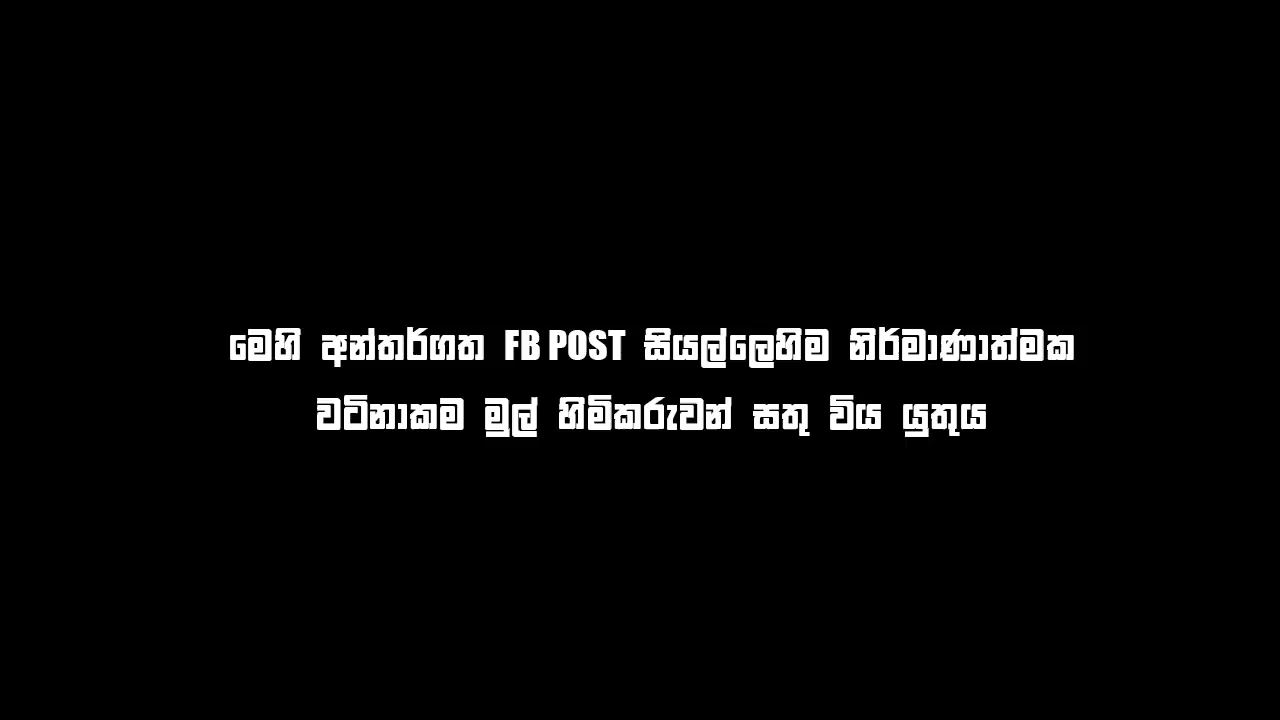 මෙහි අන්තර්ගත FB POST සියල්ලෙහිම නිර්මාණාත්මක
වටිනාකම මුල් හිමිකරුවන් සතු විය යුතුය